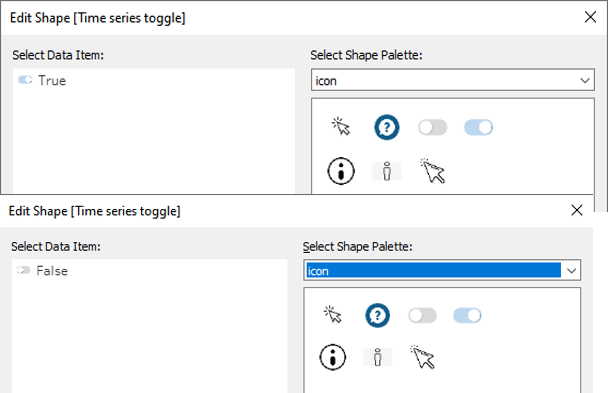 Edit Shape [Time series toggle]
Select Data Item:
Select Shape Palette:
True
icon
Edit Shape [Time series toggle]
Select Data Item:
Select Shape Palette:
False
icon